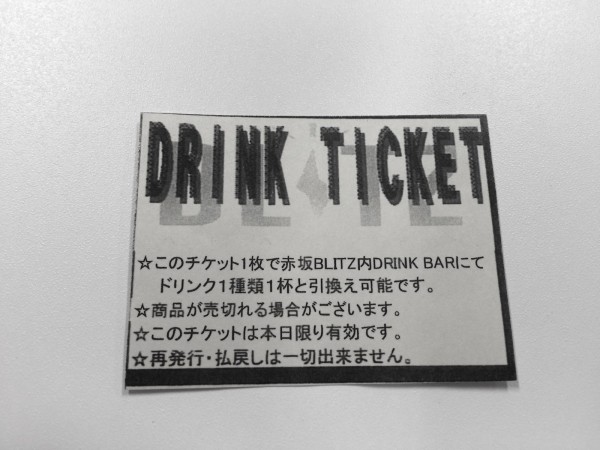 DRINK TICKET
BLITZ
☆このチケット1枚で赤坂BLITZ内DRINK BARにて
ドリンク1種類1杯と引換え可能です。
☆商品が売切れる場合がございます。
☆このチケットは本日限り有効です。
☆再発行・払戻しは一切出来ません。